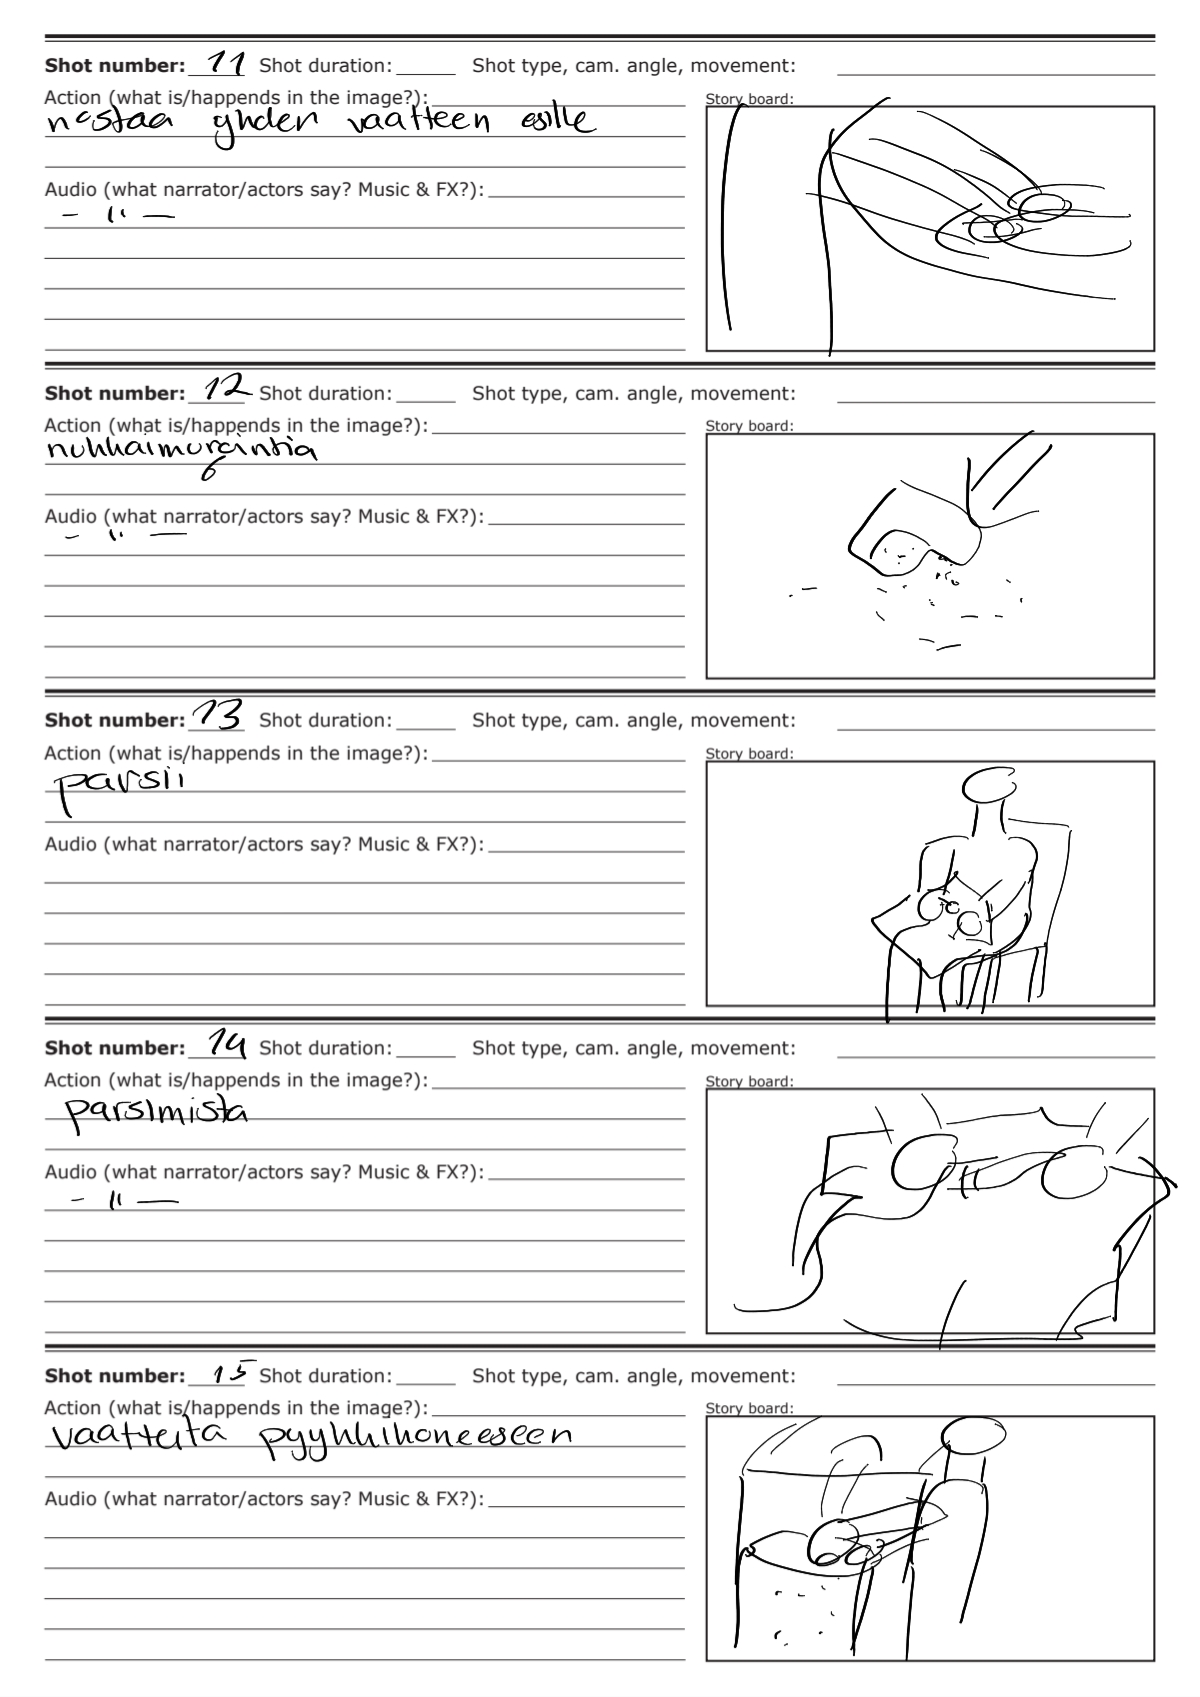 Shot number: 11 Shot duration: Shot type, cam. angle, movement:
Action (what is/happends in the image?):
Story board:
nostaa yhden vaatteen esille
Audio (what narrator/actors say? Music & FX?):
- " —
Shot number: 12 Shot duration: Shot type, cam. angle, movement:
Action (what is/happends in the image?):
Story board:
Audio (what narrator/actors say? Music & FX?):
- " —
Shot number: 13 Shot duration: Shot type, cam. angle, movement:
Action (what is/happends in the image?):
Story board:
parsii
Audio (what narrator/actors say? Music & FX?):
Shot number: 14 Shot duration: Shot type, cam. angle, movement:
Action (what is/happends in the image?):
Story board:
parsimista
Audio (what narrator/actors say? Music & FX?):
- " —
Shot number: 15 Shot duration: Shot type, cam. angle, movement:
Action (what is/happends in the image?):
Story board:
vaatteita pyykkikoneeseen
Audio (what narrator/actors say? Music & FX?):